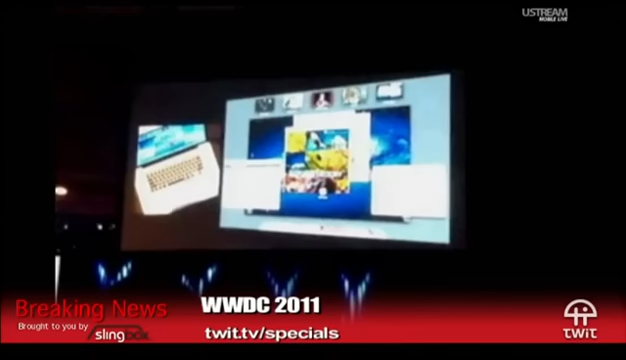 USTREAM
MOBILE LIVE
Breaking News
WWDC 2011
Brought to you by slingbox
twit.tv/specials
TWiT